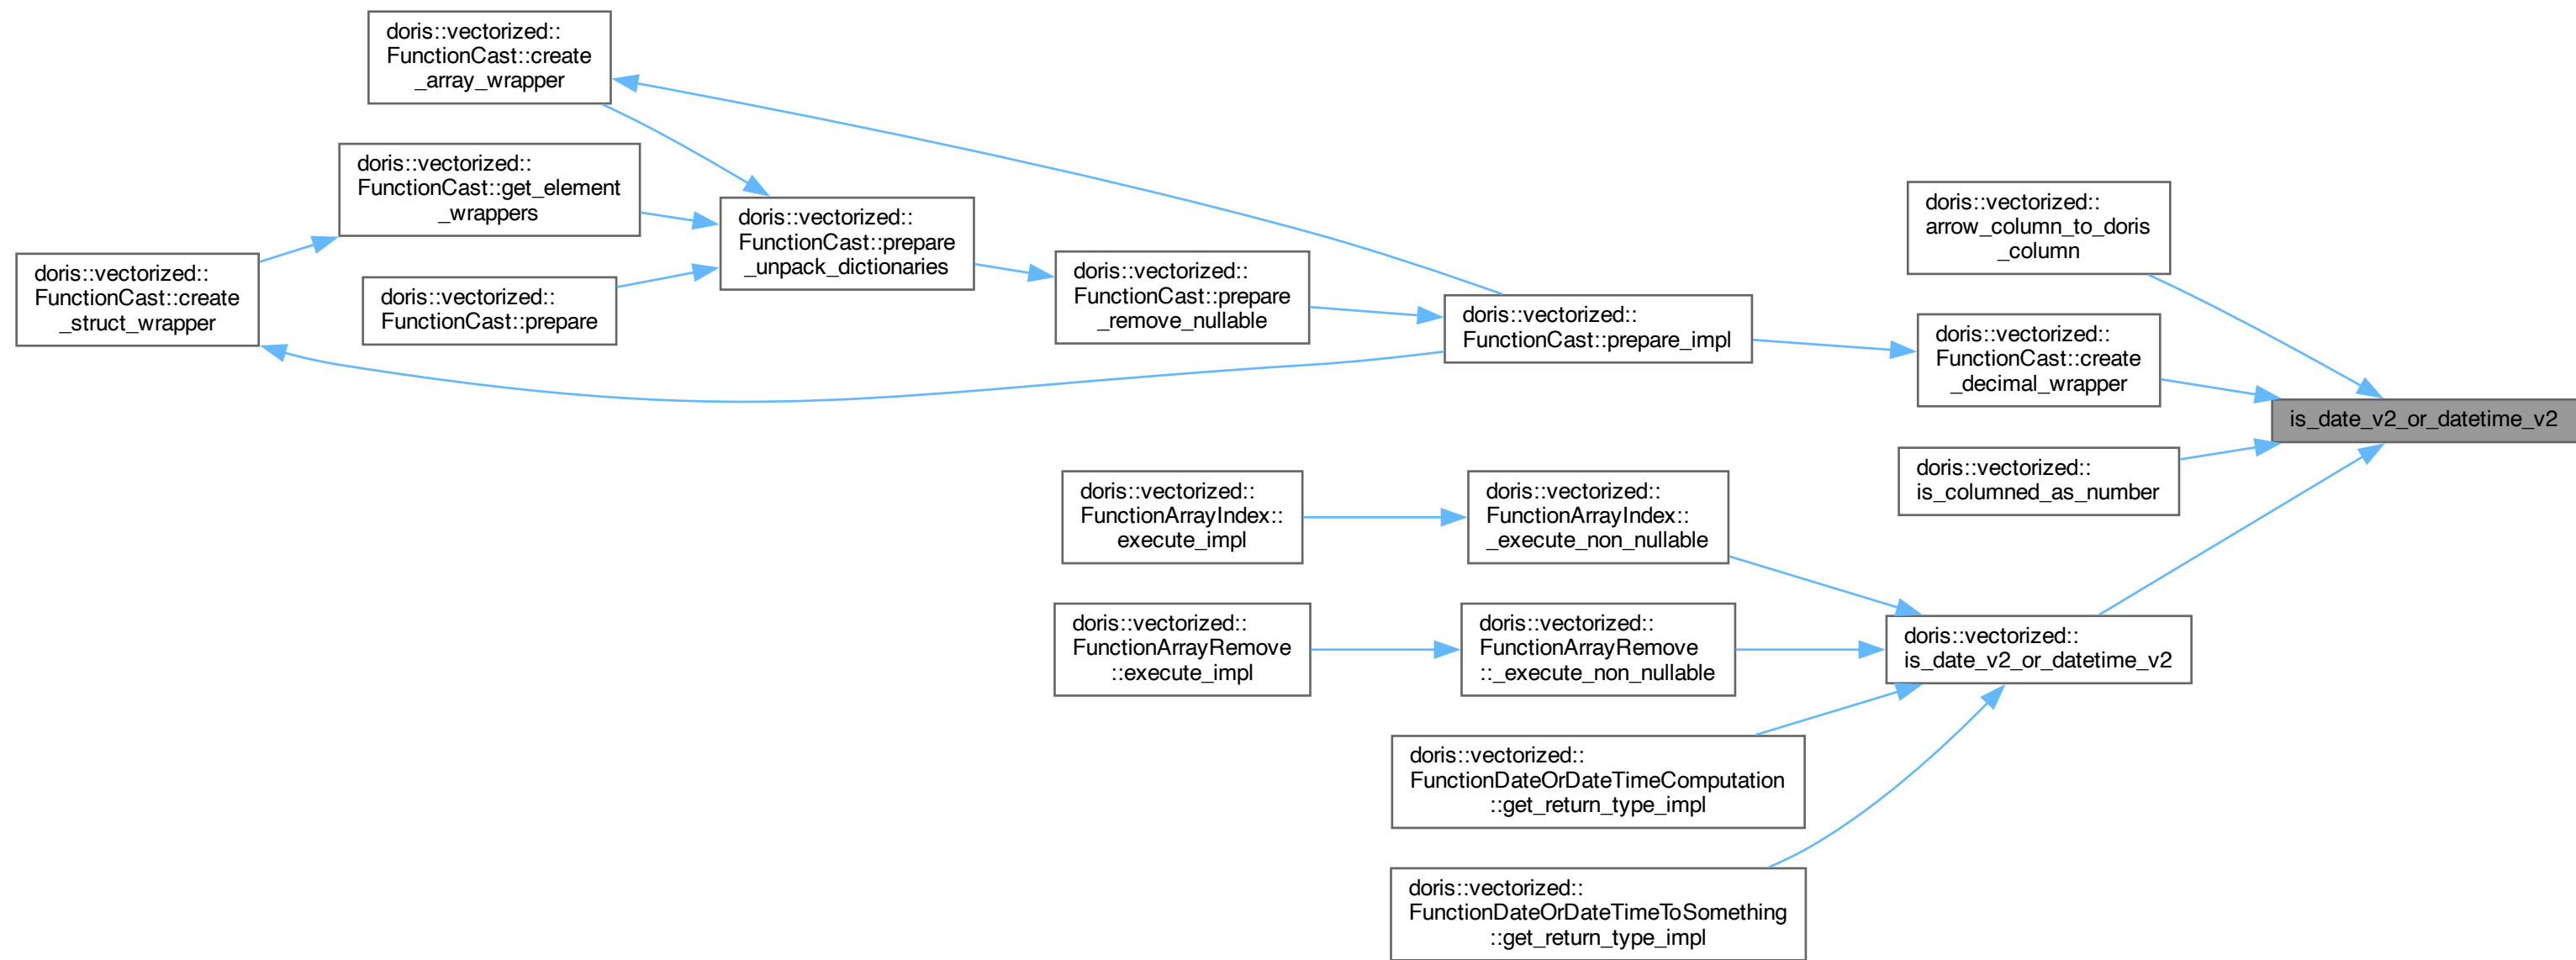 doris::vectorized::
FunctionCast::create
_array_wrapper
doris::vectorized::
FunctionCast::get_element
_wrappers
doris::vectorized::
FunctionCast::create
_struct_wrapper
doris::vectorized::
FunctionCast::prepare
doris::vectorized::
FunctionCast::prepare
_unpack_dictionaries
doris::vectorized::
FunctionCast::prepare
_remove_nullable
doris::vectorized::
FunctionCast::prepare_impl
doris::vectorized::
arrow_column_to_doris
_column
doris::vectorized::
FunctionCast::create
_decimal_wrapper
is_date_v2_or_datetime_v2
doris::vectorized::
is_columned_as_number
doris::vectorized::
FunctionArrayIndex::
execute_impl
doris::vectorized::
FunctionArrayIndex::
_execute_non_nullable
doris::vectorized::
FunctionArrayRemove
::execute_impl
doris::vectorized::
FunctionArrayRemove
::_execute_non_nullable
doris::vectorized::
is_date_v2_or_datetime_v2
doris::vectorized::
FunctionDateOrDateTimeComputation
::get_return_type_impl
doris::vectorized::
FunctionDateOrDateTimeToSomething
::get_return_type_impl